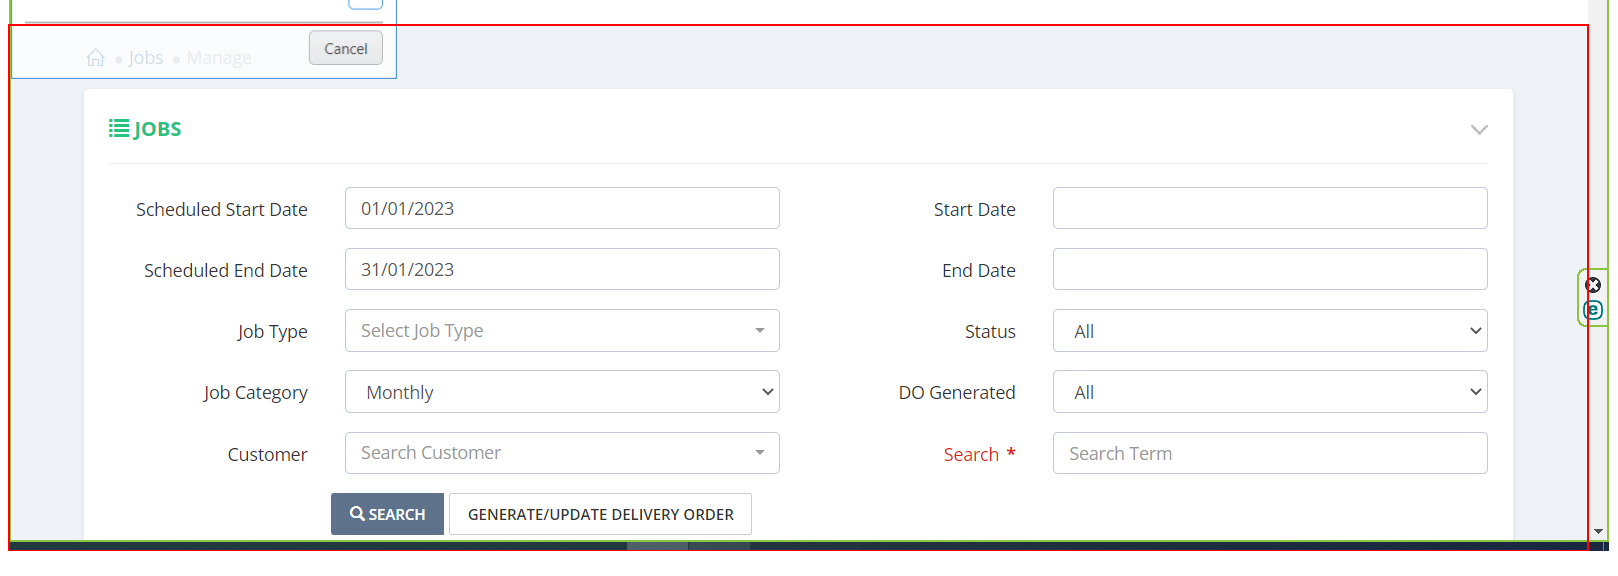 Cancel
Jobs Manage
JOBS
Scheduled Start Date 01/01/2023 Start Date
Scheduled End Date 31/01/2023 End Date
Job Type Select Job Type Status All
Job Category Monthly DO Generated All
Customer Search Customer Search * Search Term
SEARCH GENERATE/UPDATE DELIVERY ORDER
e